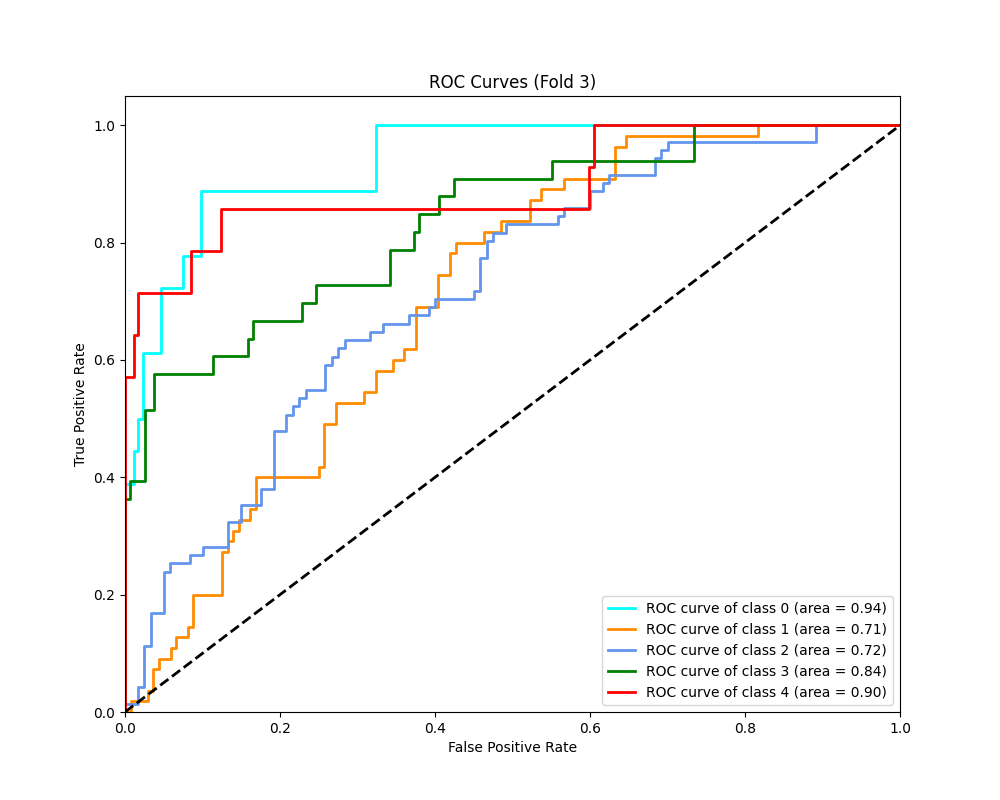 ROC Curves (Fold 3)
True Positive Rate
1.0
0.8
0.6
0.4
0.2
0.0
0.0 0.2 0.4 0.6 0.8 1.0
False Positive Rate
ROC curve of class 0 (area = 0.94)
ROC curve of class 1 (area = 0.71)
ROC curve of class 2 (area = 0.72)
ROC curve of class 3 (area = 0.84)
ROC curve of class 4 (area = 0.90)